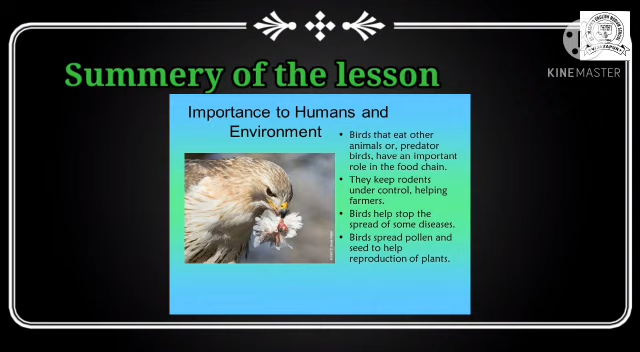 Summery of the lesson
KINEMASTER
Importance to Humans and
Environment
• Birds that eat other
animals or, predator
birds, have an important
role in the food chain.
• They keep rodents
under control, helping
farmers.
• Birds help stop the
spread of some diseases.
• Birds spread pollen and
seed to help
reproduction of plants.